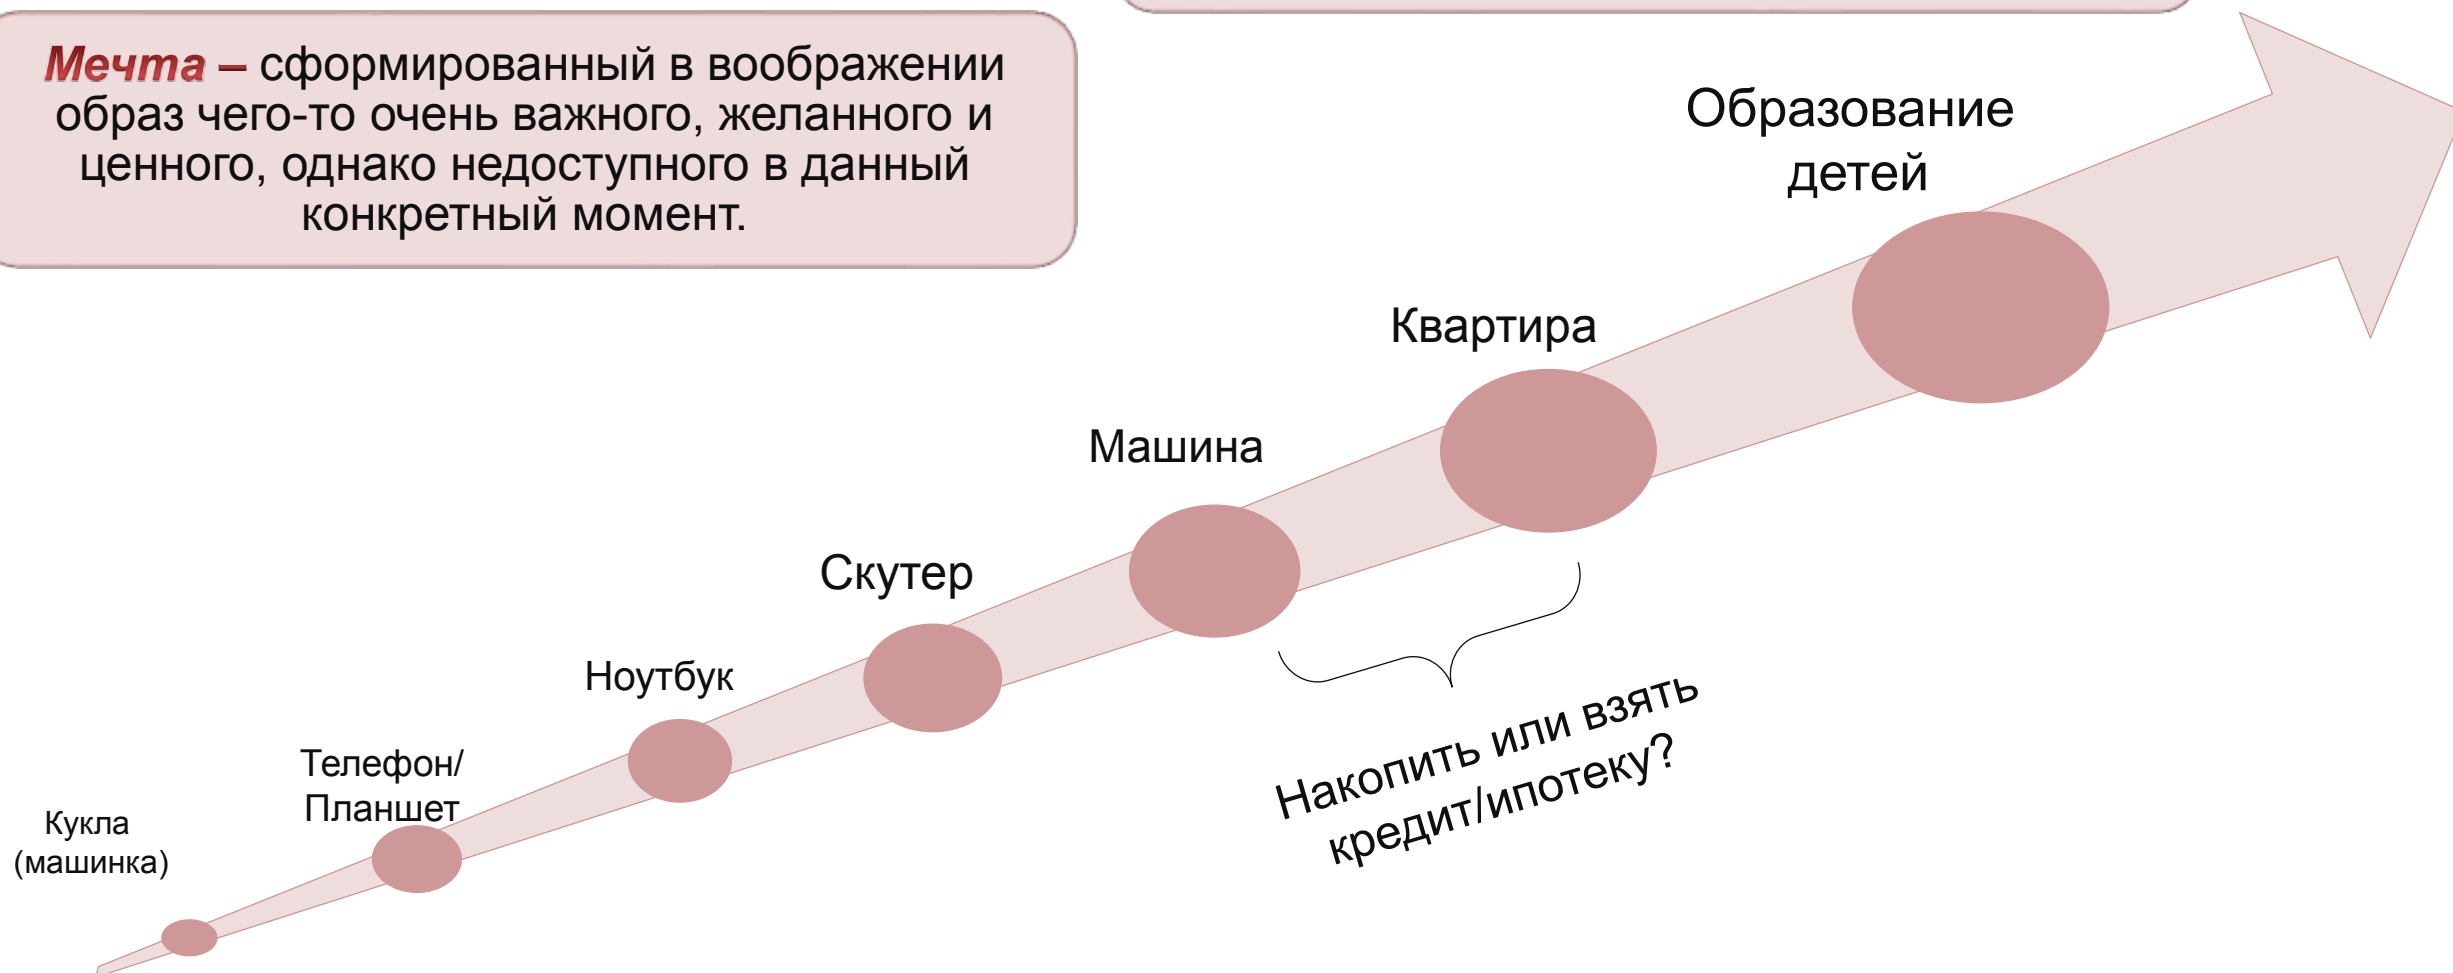 Мечта – сформированный в воображении
образ чего-то очень важного, желанного и
ценного, однако недоступного в данный
конкретный момент.
Образование
детей
Квартира
Машина
Скутер
Ноутбук
Телефон/
Планшет
Кукла
(машинка)
Накопить или взять
кредит/ипотеку?